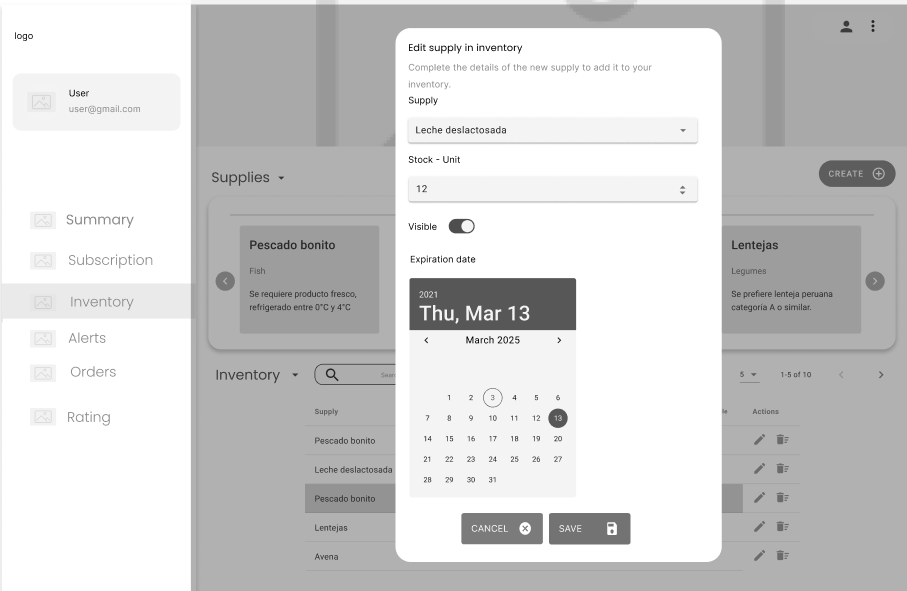 logo
User
user@gmail.com
Summary
Subscription
Inventory
Alerts
Orders
Rating
Supplies
CREATE
Pescado bonito
Fish
Se requiere producto fresco,
refrigerado entre 0°C y 4°C
Lentejas
Legumes
Se prefiere lenteja peruana
categoría A o similar.
Inventory
5
1-5 of 10
Supply
Actions
Pescado bonito
Leche deslactosada
Pescado bonito
Lentejas
Avena
Edit supply in inventory
Complete the details of the new supply to add it to your
inventory.
Supply
Leche deslactosada
Stock - Unit
12
Visible
Expiration date
2021
Thu, Mar 13
March 2025
1 2 3 4 5 6
7 8 9 10 11 12 13
14 15 16 17 18 19 20
21 22 23 24 25 26 27
28 29 30 31
CANCEL
SAVE